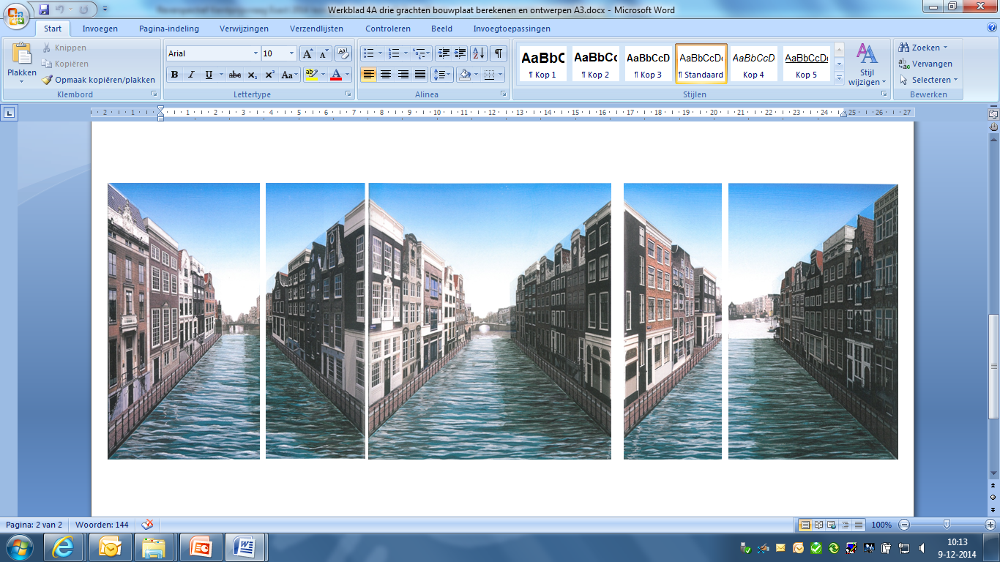 Werkblad 4A drie grachten bouwplaat berekenen en ontwerpen A3.docx - Microsoft Word
Start Invoegen Pagina-indeling Verwijzingen Verzendlijsten Controleren Beeld Invoegtoepassingen
Plakken
Knippen
Kopiëren
Opmaak kopiëren/plakken
Klembord
Arial 10
B I U abc x₂ x² Aa
Lettertype
Alinea
AaBbC AaBbCc AaBbCcD AaBbCcDc AaBbCcD AaBbCcDc
¶ Kop 1 ¶ Kop 2 ¶ Kop 3 ¶ Standaard Kop 4 Kop 5
Stijl wijzigen
Stijlen
Zoeken
Vervangen
Selecteren
Bewerken
2 1 1 2 3 4 5 6 7 8 9 10 11 12 13 14 15 16 17 18 19 20 21 22 23 24 25 26 27
Pagina: 2 van 2 Woorden: 144 100%
10:13
9-12-2014